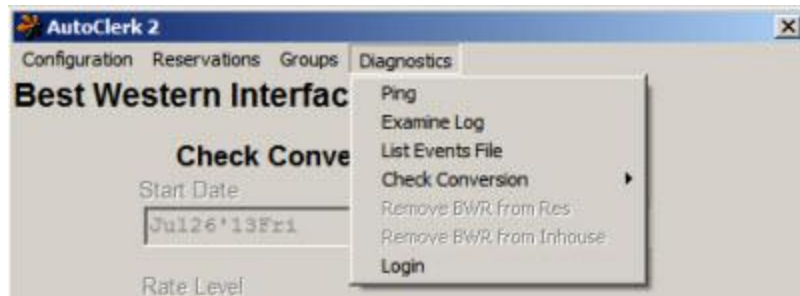 AutoClerk 2
Configuration Reservations Groups Diagnostics
Best Western Interfac
Ping
Examine Log
List Events File
Check Conversion
Remove BWR from Res
Remove BWR from Inhouse
Login
Check Conve
Start Date
Jul26'13Fri
Rate Level